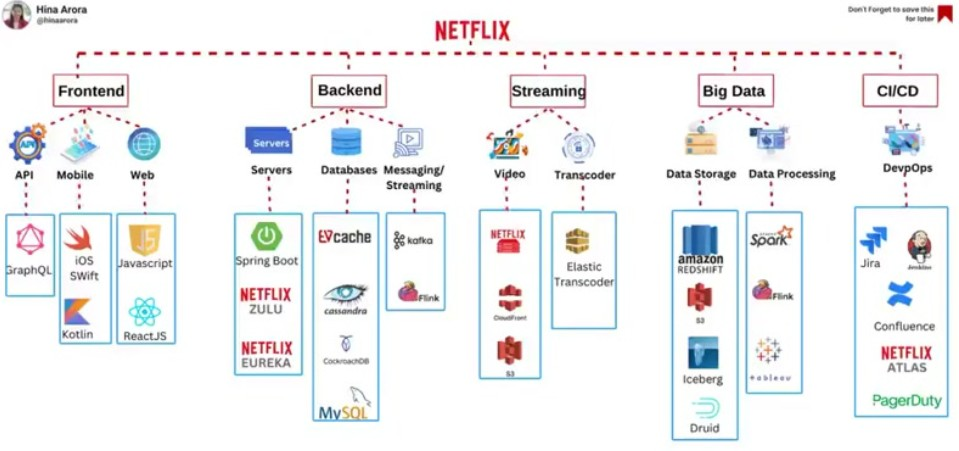 Hina Arora
@hinaarora
Don't Forget to save this
for later
NETFLIX
Frontend
Backend
Streaming
Big Data
CI/CD
API
API
Mobile
Web
Servers
Servers
Databases
Messaging/
Streaming
Video
Transcoder
Data Storage
Data Processing
DevpOps
GraphQL
iOS
SWift
Kotlin
JS
Javascript
ReactJS
Spring Boot
NETFLIX
ZULU
NETFLIX
EUREKA
EVcache
cassandra
CockroachDB
MySQL
kafka
Flink
NETFLIX
CloudFront
S3
Elastic
Transcoder
amazon
REDSHIFT
S3
Iceberg
Druid
Spark
Flink
+ableau
Jira
Jenkins
Confluence
NETFLIX
ATLAS
PagerDuty